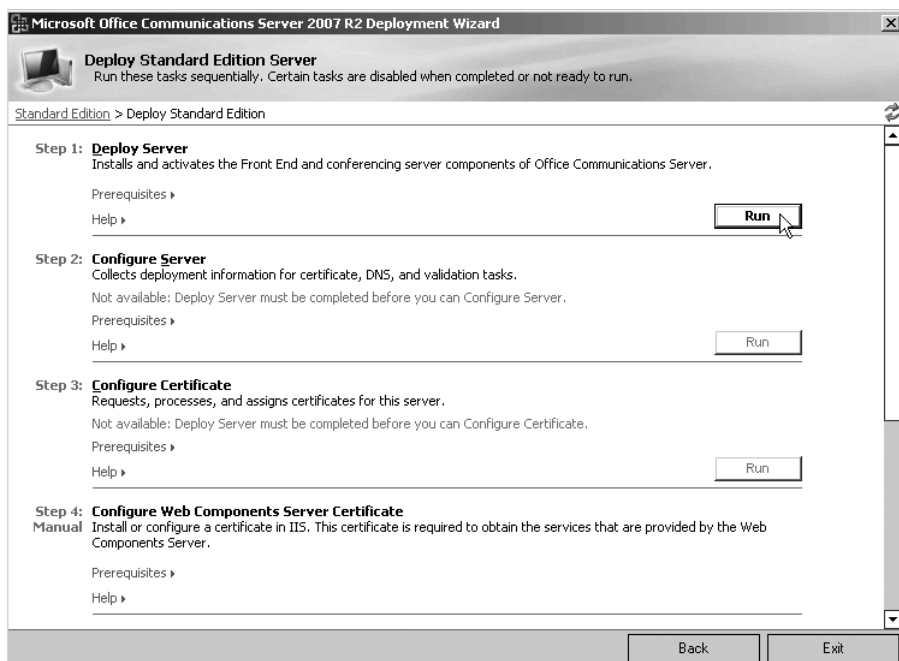 Microsoft Office Communications Server 2007 R2 Deployment Wizard
Deploy Standard Edition Server
Run these tasks sequentially. Certain tasks are disabled when completed or not ready to run.
Standard Edition > Deploy Standard Edition
Step 1: Deploy Server
Installs and activates the Front End and conferencing server components of Office Communications Server.
Prerequisites
Help
Run
Step 2: Configure Server
Collects deployment information for certificate, DNS, and validation tasks.
Not available: Deploy Server must be completed before you can Configure Server.
Prerequisites
Help
Run
Step 3: Configure Certificate
Requests, processes, and assigns certificates for this server.
Not available: Deploy Server must be completed before you can Configure Certificate.
Prerequisites
Help
Run
Step 4: Configure Web Components Server Certificate
Manual Install or configure a certificate in IIS. This certificate is required to obtain the services that are provided by the Web
Components Server.
Prerequisites
Help
Back Exit